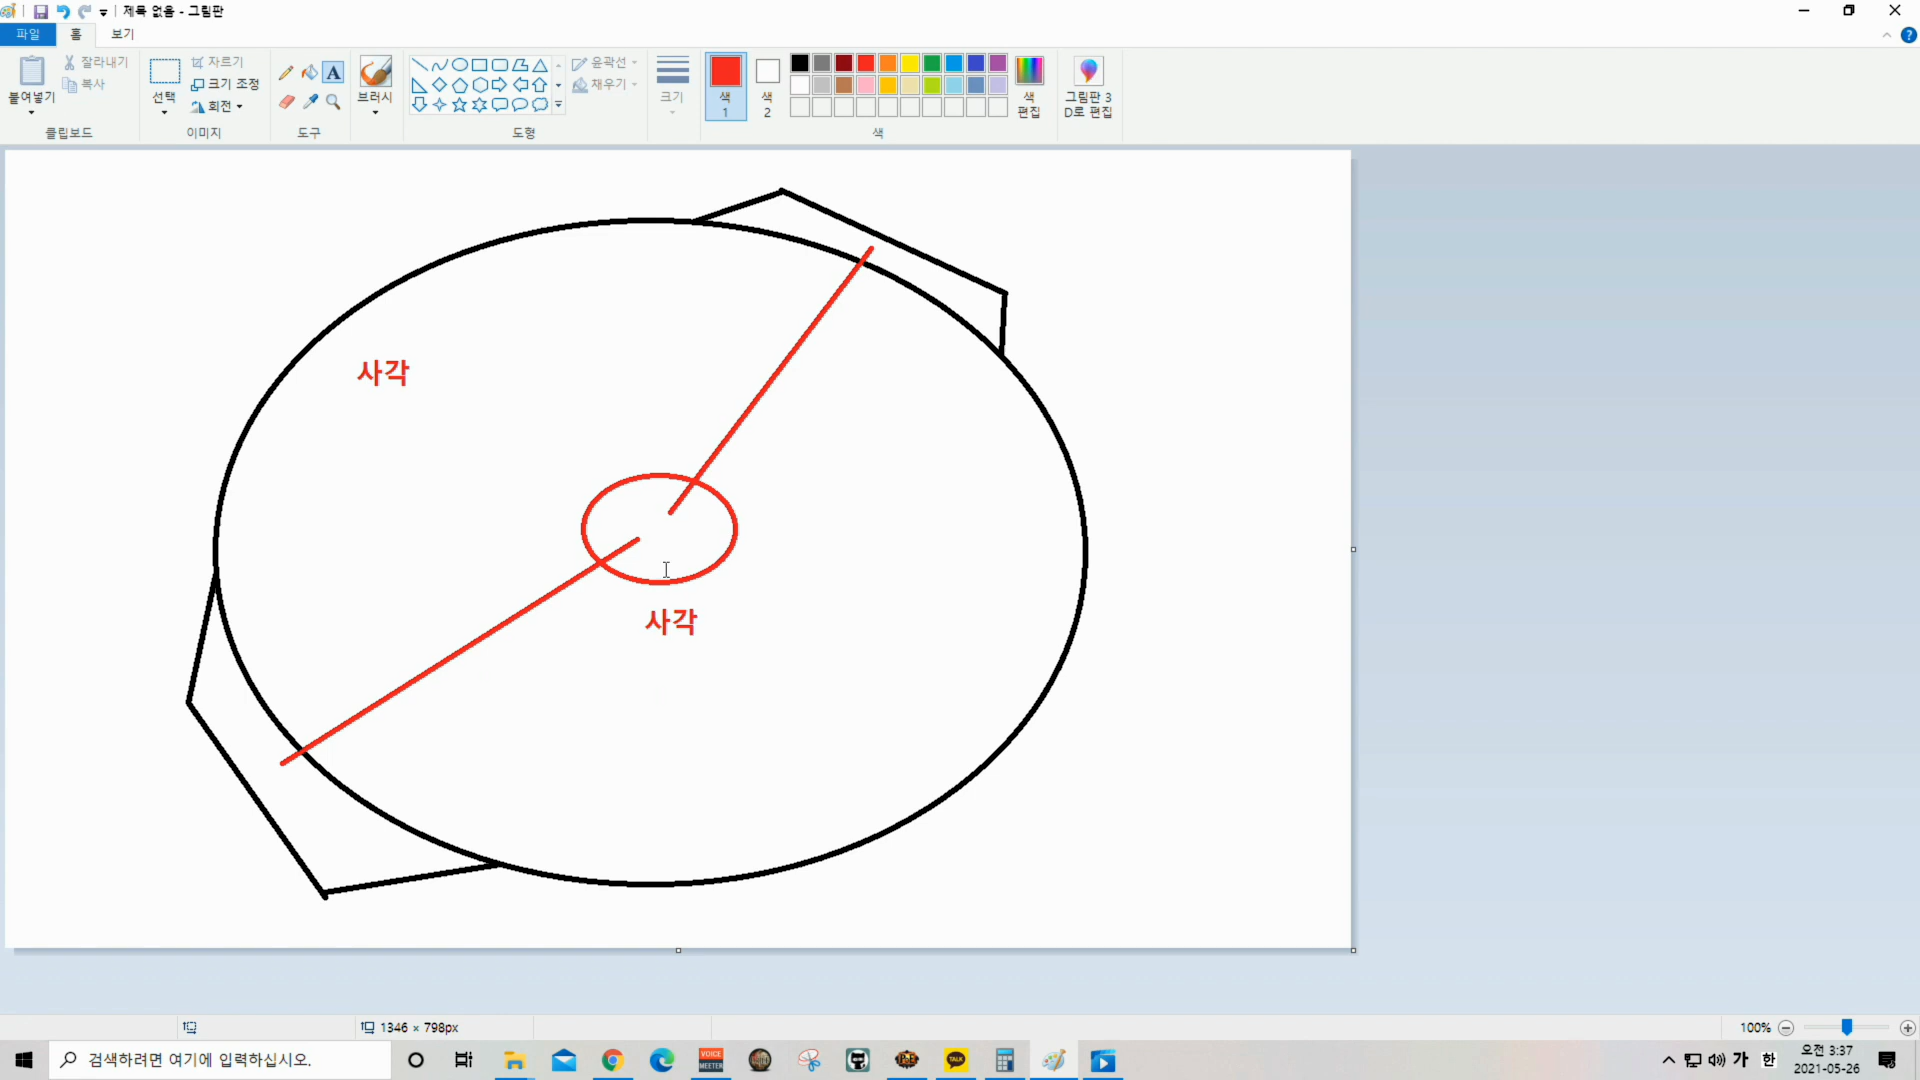 제목 없음 - 그림판
파일 홈 보기
붙여넣기
잘라내기
복사
클립보드
선택
자르기
크기 조정
회전
이미지
A
도구
브러시
윤곽선
채우기
도형
크기
색
1
색
2
색
편집
색
그림판 3
D로 편집
사각
사각
1346 × 798px
100%
검색하려면 여기에 입력하십시오.
VOICE
MEETER
TALK
가
한
오전 3:37
2021-05-26